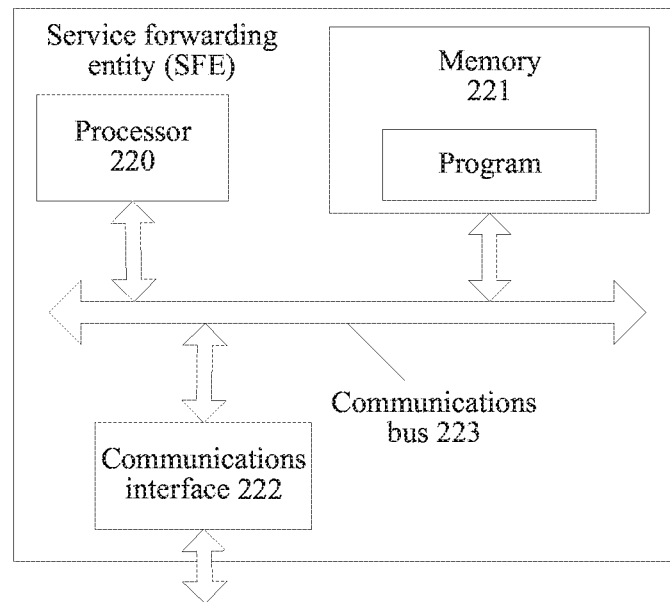 Service forwarding
entity (SFE)
Processor
220
Memory
221
Program
Communications
bus 223
Communications
interface 222